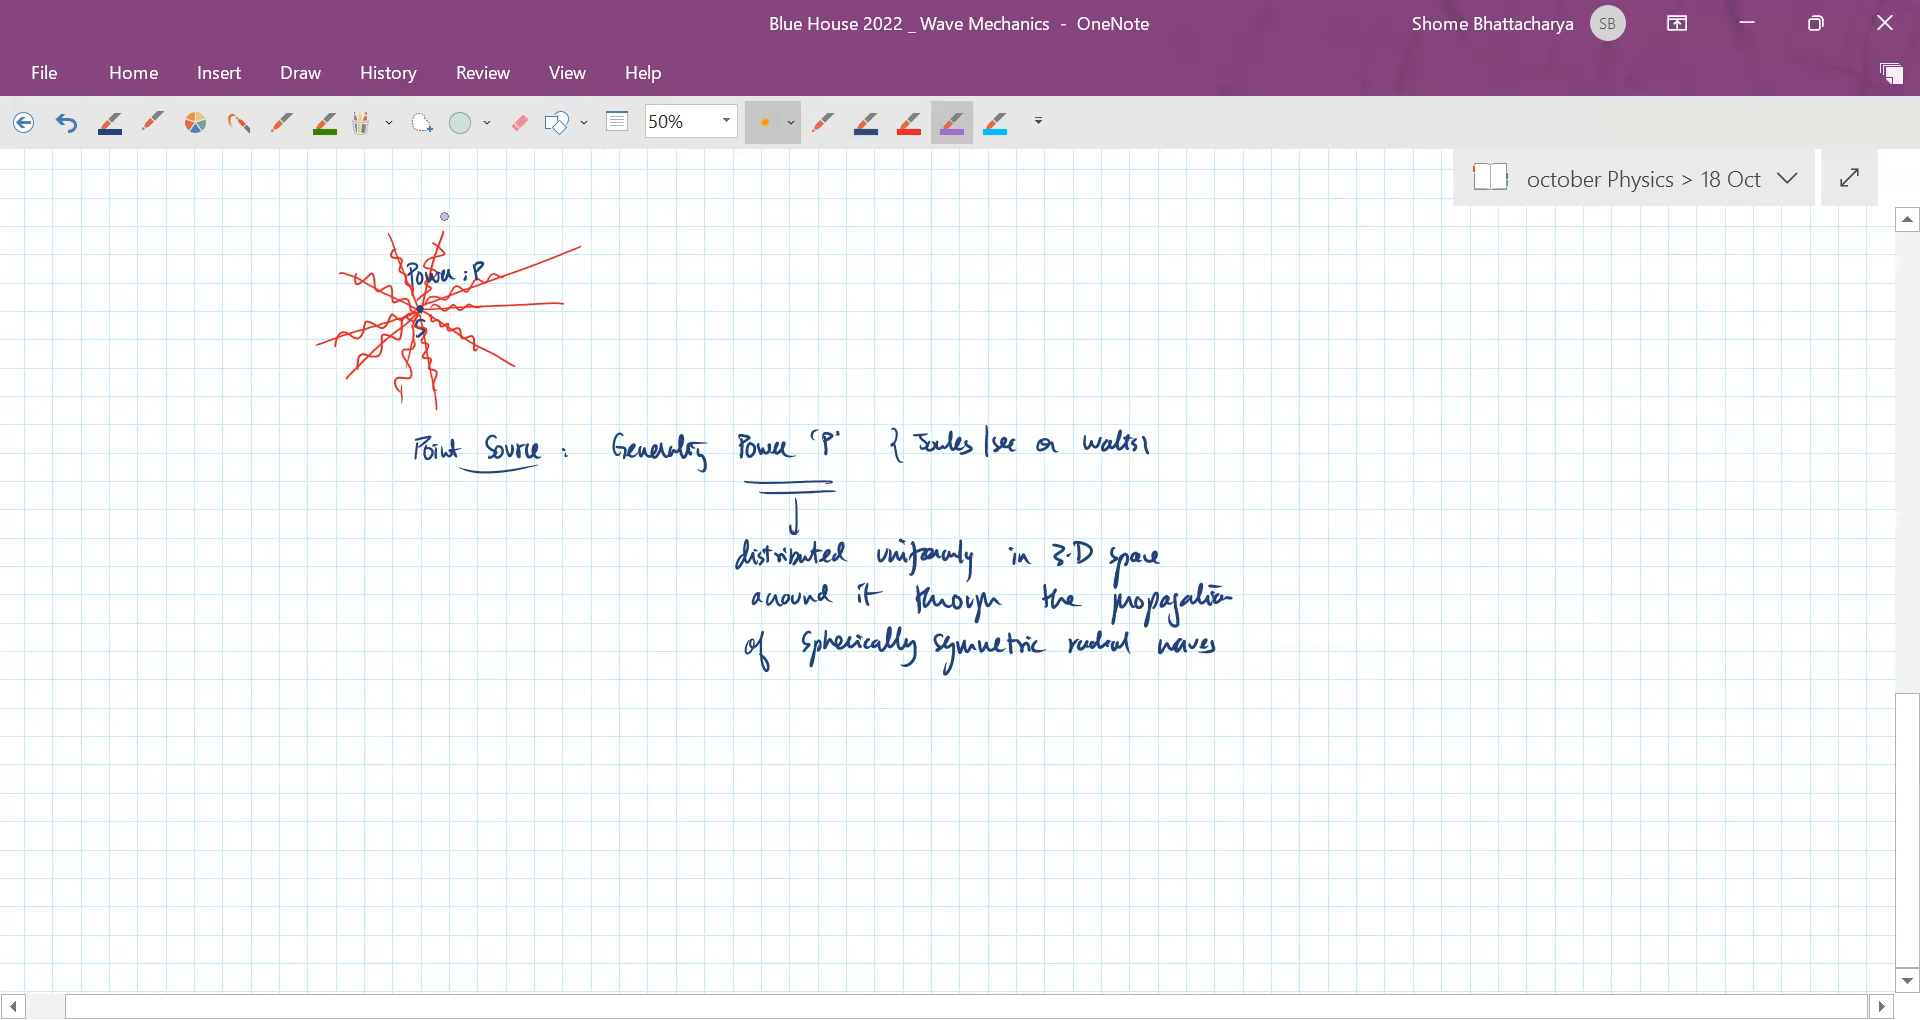 Blue House 2022 _ Wave Mechanics - OneNote
Shome Bhattacharya SB
File Home Insert Draw History Review View Help
50%
october Physics > 18 Oct
Power : P
S
Point Source : Generating Power 'P' { Joules/sec or watts }
distributed uniformly in 3-D space
around it through the propagation
of spherically symmetric radial waves